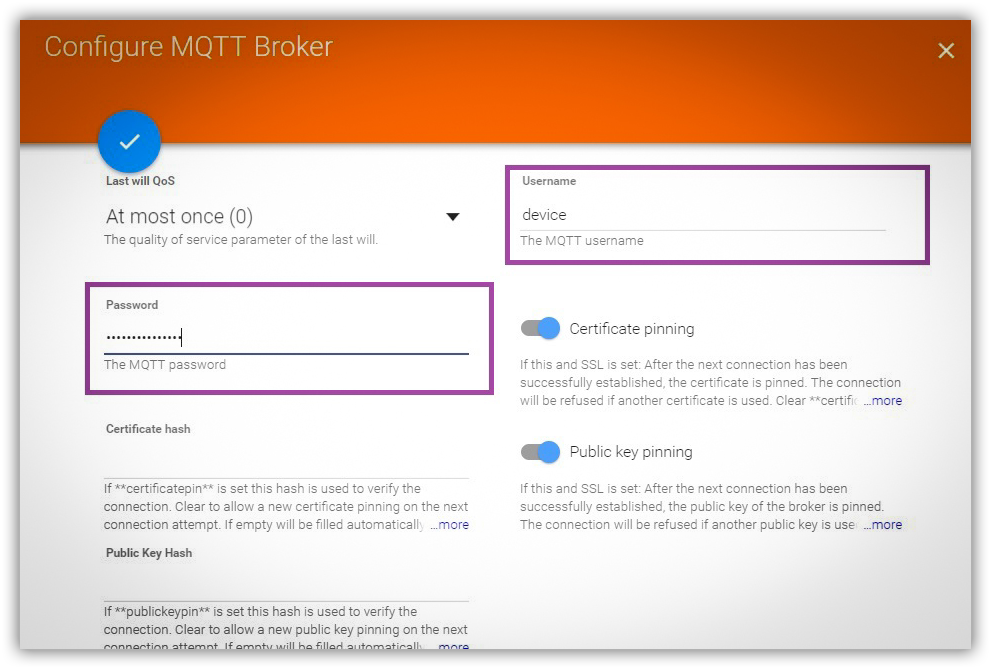 Configure MQTT Broker
Last will QoS
At most once (0)
The quality of service parameter of the last will.
Username
device
The MQTT username
Password
•••••••••••••••
The MQTT password
Certificate pinning
If this and SSL is set: After the next connection has been
successfully established, the certificate is pinned. The connection
will be refused if another certificate is used. Clear **certific ...more
Certificate hash
If **certificatepin** is set this hash is used to verify the
connection. Clear to allow a new certificate pinning on the next
connection attempt. If empty will be filled automatically ...more
Public key pinning
If this and SSL is set: After the next connection has been
successfully established, the public key of the broker is pinned.
The connection will be refused if another public key is use ...more
Public Key Hash
If **publickeypin** is set this hash is used to verify the
connection. Clear to allow a new public key pinning on the next
connection attempt. If empty will be filled automatically ...more